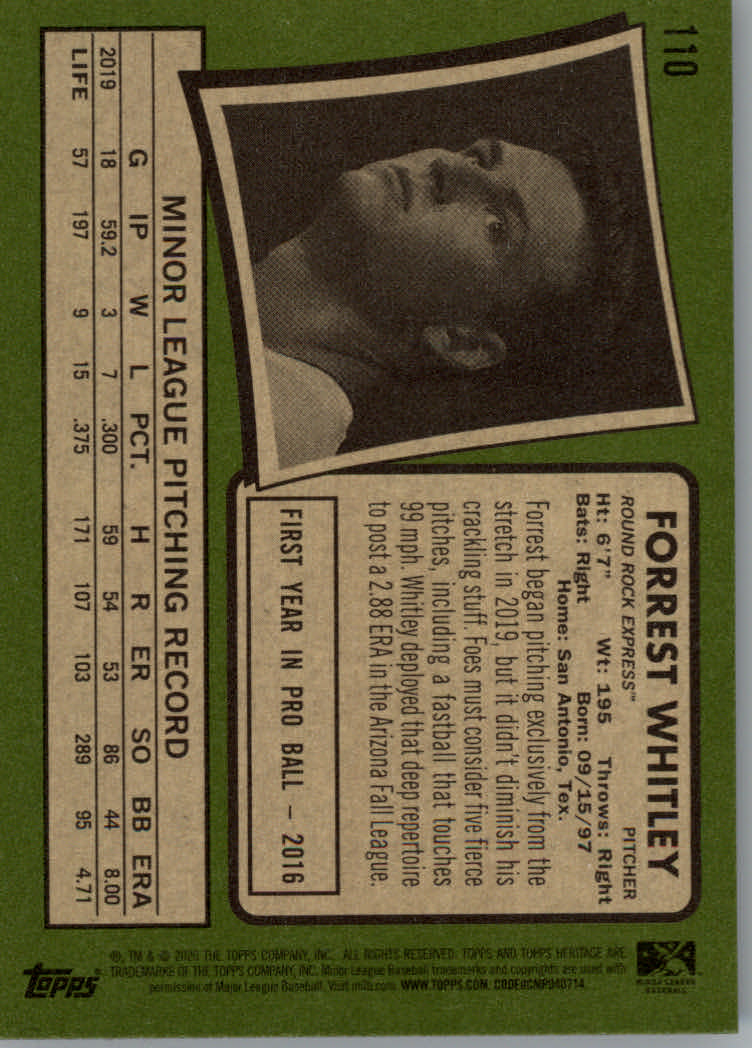 110
FORREST WHITLEY
ROUND ROCK EXPRESS™ PITCHER
Ht: 6'7" Wt: 195 Throws: Right
Bats: Right Born: 09/15/97
Home: San Antonio, Tex.
Forrest began pitching exclusively from the
stretch in 2019, but it didn't diminish his
crackling stuff. Foes must consider five fierce
pitches, including a fastball that touches
99 mph. Whitley deployed that deep repertoire
to post a 2.88 ERA in the Arizona Fall League.
FIRST YEAR IN PRO BALL – 2016
MINOR LEAGUE PITCHING RECORD
G IP W L PCT. H R ER SO BB ERA
2019 18 59.2 3 7 .300 59 54 53 86 44 8.00
LIFE 57 197 9 15 .375 171 107 103 289 95 4.71
MINOR LEAGUE
BASEBALL
®, TM & © 2020 THE TOPPS COMPANY, INC. ALL RIGHTS RESERVED. TOPPS AND TOPPS HERITAGE ARE
TRADEMARKS OF THE TOPPS COMPANY, INC. Minor League Baseball trademarks and copyrights are used with
permission of Major League Baseball. Visit milb.com. WWW.TOPPS.COM. CODE#CMP040714
Topps®